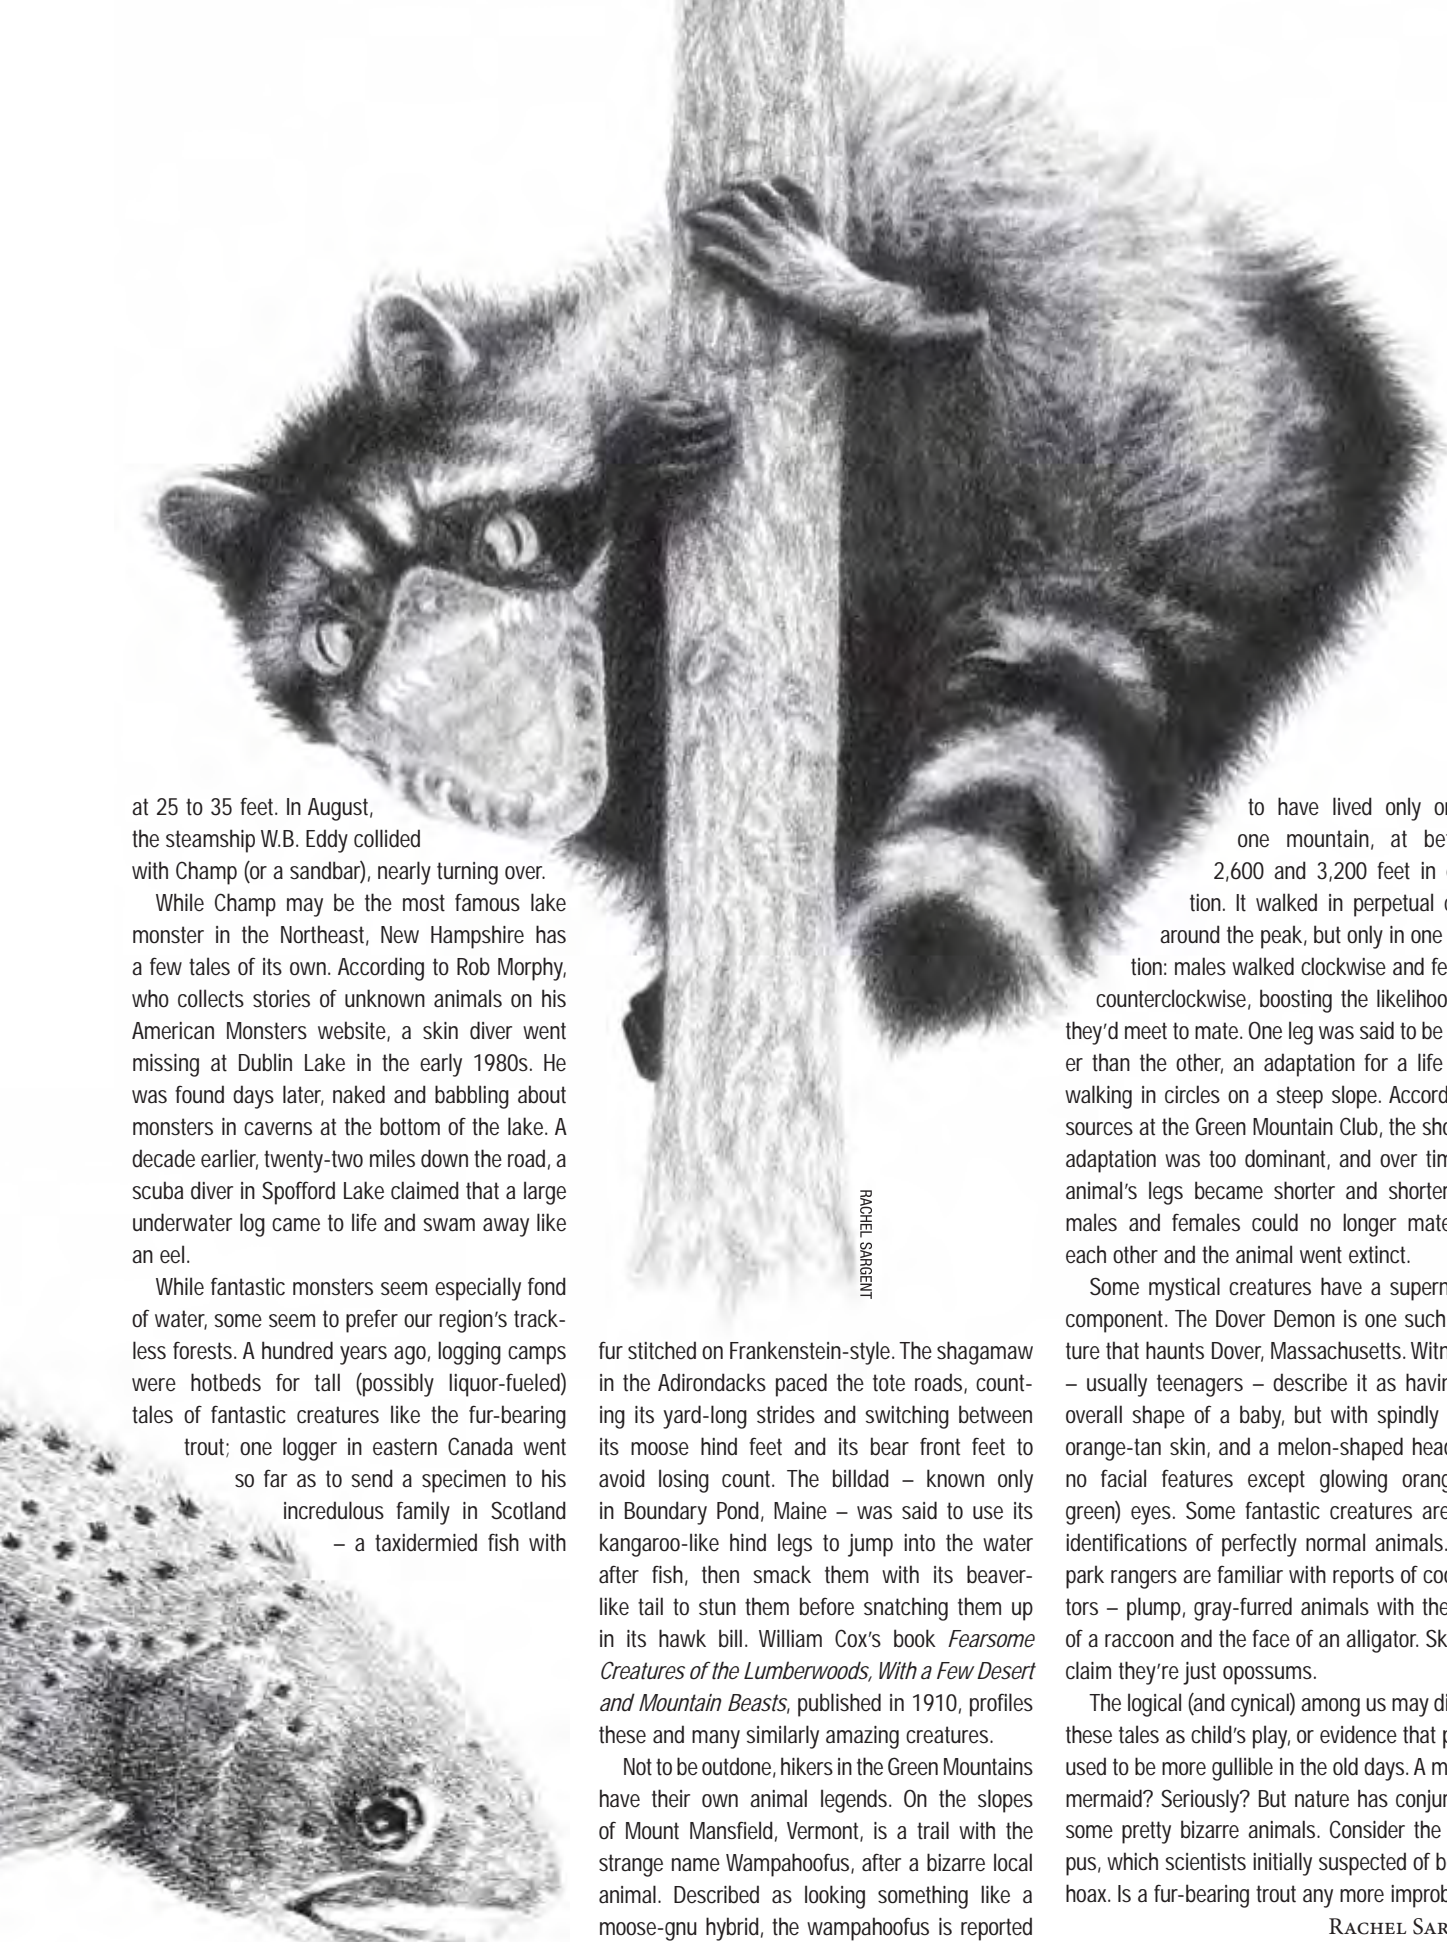 at 25 to 35 feet. In August,
the steamship W.B. Eddy collided
with Champ (or a sandbar), nearly turning over.
While Champ may be the most famous lake
monster in the Northeast, New Hampshire has
a few tales of its own. According to Rob Morphy,
who collects stories of unknown animals on his
American Monsters website, a skin diver went
missing at Dublin Lake in the early 1980s. He
was found days later, naked and babbling about
monsters in caverns at the bottom of the lake. A
decade earlier, twenty-two miles down the road, a
scuba diver in Spofford Lake claimed that a large
underwater log came to life and swam away like
an eel.
While fantastic monsters seem especially fond
of water, some seem to prefer our region's track-
less forests. A hundred years ago, logging camps
were hotbeds for tall (possibly liquor-fueled)
tales of fantastic creatures like the fur-bearing
trout; one logger in eastern Canada went
so far as to send a specimen to his
incredulous family in Scotland
– a taxidermied fish with
RACHEL SARGENT
fur stitched on Frankenstein-style. The shagamaw
in the Adirondacks paced the tote roads, count-
ing its yard-long strides and switching between
its moose hind feet and its bear front feet to
avoid losing count. The billdad – known only
in Boundary Pond, Maine – was said to use its
kangaroo-like hind legs to jump into the water
after fish, then smack them with its beaver-
like tail to stun them before snatching them up
in its hawk bill. William Cox's book Fearsome
Creatures of the Lumberwoods, With a Few Desert
and Mountain Beasts, published in 1910, profiles
these and many similarly amazing creatures.
Not to be outdone, hikers in the Green Mountains
have their own animal legends. On the slopes
of Mount Mansfield, Vermont, is a trail with the
strange name Wampahoofus, after a bizarre local
animal. Described as looking something like a
moose-gnu hybrid, the wampahoofus is reported
to have lived only
one mountain, at be
2,600 and 3,200 feet in
tion. It walked in perpetual
around the peak, but only in one
tion: males walked clockwise and fe
counterclockwise, boosting the likelihoo
they'd meet to mate. One leg was said to be
er than the other, an adaptation for a life
walking in circles on a steep slope. Accord
sources at the Green Mountain Club, the sho
adaptation was too dominant, and over tim
animal's legs became shorter and shorter
males and females could no longer mate
each other and the animal went extinct.
Some mystical creatures have a supern
component. The Dover Demon is one such
ture that haunts Dover, Massachusetts. Witn
– usually teenagers – describe it as havin
overall shape of a baby, but with spindly
orange-tan skin, and a melon-shaped head
no facial features except glowing orang
green) eyes. Some fantastic creatures are
identifications of perfectly normal animals.
park rangers are familiar with reports of coo
tors – plump, gray-furred animals with the
of a raccoon and the face of an alligator. Sk
claim they're just opossums.
The logical (and cynical) among us may di
these tales as child's play, or evidence that p
used to be more gullible in the old days. A m
mermaid? Seriously? But nature has conjur
some pretty bizarre animals. Consider the
pus, which scientists initially suspected of b
hoax. Is a fur-bearing trout any more improb
RACHEL SAR